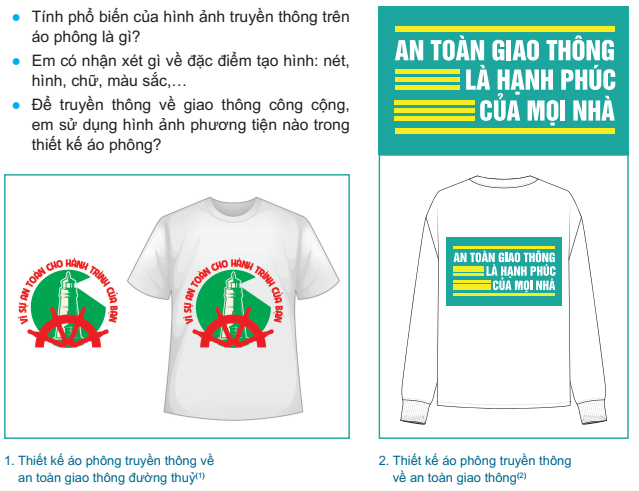 Tính phổ biến của hình ảnh truyền thông trên
áo phông là gì?
Em có nhận xét gì về đặc điểm tạo hình: nét,
hình, chữ, màu sắc,...
Để truyền thông về giao thông công cộng,
em sử dụng hình ảnh phương tiện nào trong
thiết kế áo phông?
AN TOÀN GIAO THÔNG
LÀ HẠNH PHÚC
CỦA MỌI NHÀ
VÌ SỰ AN TOÀN CHO HÀNH TRÌNH CỦA BẠN
VÌ SỰ AN TOÀN CHO HÀNH TRÌNH CỦA BẠN
AN TOÀN GIAO THÔNG
LÀ HẠNH PHÚC
CỦA MỌI NHÀ
1. Thiết kế áo phông truyền thông về
an toàn giao thông đường thuỷ(1)
2. Thiết kế áo phông truyền thông
về an toàn giao thông(2)